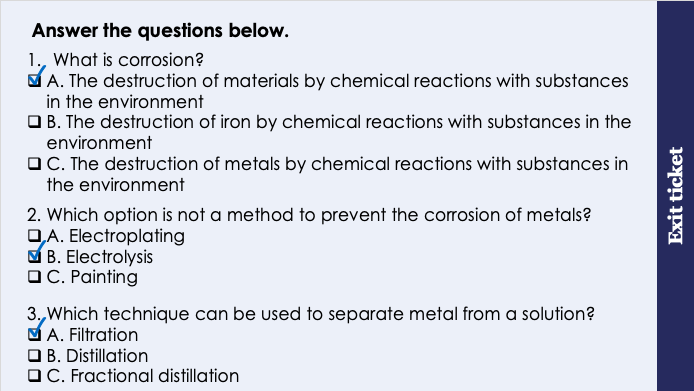 Answer the questions below.
1. What is corrosion?
A. The destruction of materials by chemical reactions with substances
in the environment
B. The destruction of iron by chemical reactions with substances in the
environment
C. The destruction of metals by chemical reactions with substances in
the environment
2. Which option is not a method to prevent the corrosion of metals?
A. Electroplating
B. Electrolysis
C. Painting
3. Which technique can be used to separate metal from a solution?
A. Filtration
B. Distillation
C. Fractional distillation
Exit ticket